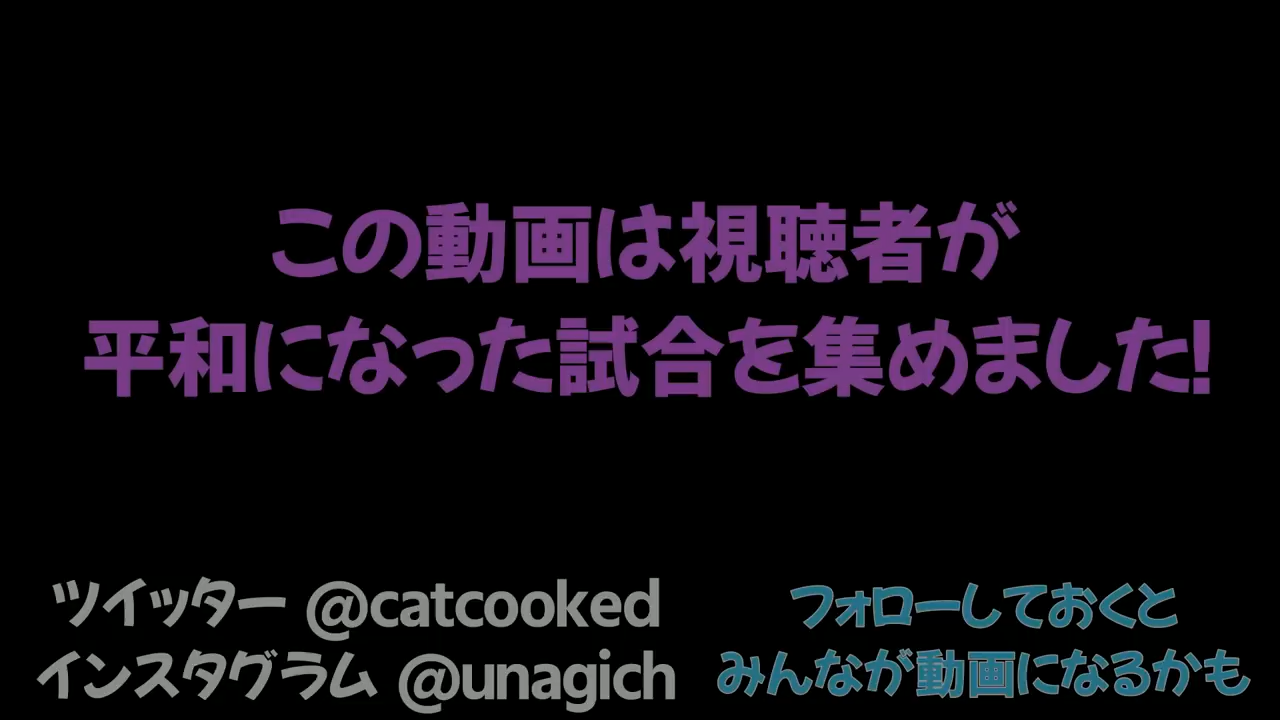 この動画は視聴者が
平和になった試合を集めました!
ツイッター @catcooked
インスタグラム @unagich
フォローしておくと
みんなが動画になるかも